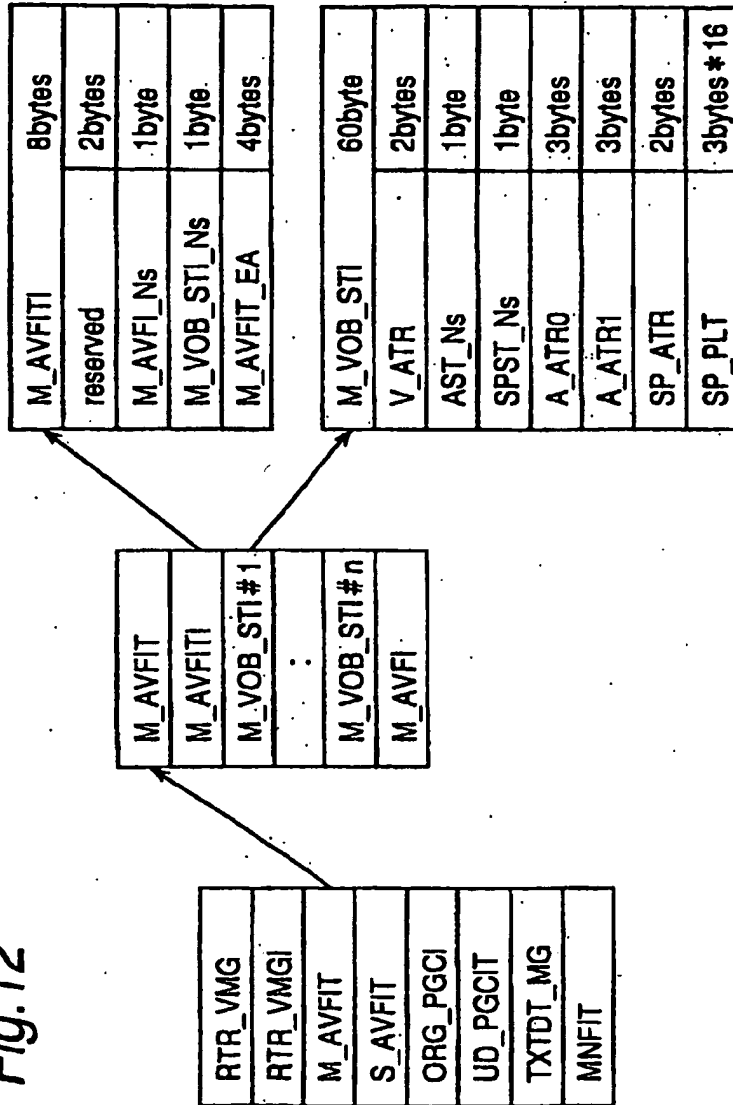 Fig.12
RTR_VMG
RTR_VMGI
M_AVFIT
S_AVFIT
ORG_PGCI
UD_PGCIT
TXTDT_MG
MNFIT
M_AVFIT
M_AVFITI
M_VOB_STI#1
..
M_VOB_STI#n
M_AVFI
M_AVFITI 8bytes
reserved 2bytes
M_AVFI_Ns 1byte
M_VOB_STI_Ns 1byte.
M_AVFIT_EA 4bytes
M_VOB_STI 60byte
V_ATR 2bytes
AST_Ns 1byte
SPST_Ns 1byte
A_ATR0 3bytes
A_ATR1 3bytes
SP_ATR 2bytes
SP_PLT 3bytes*16